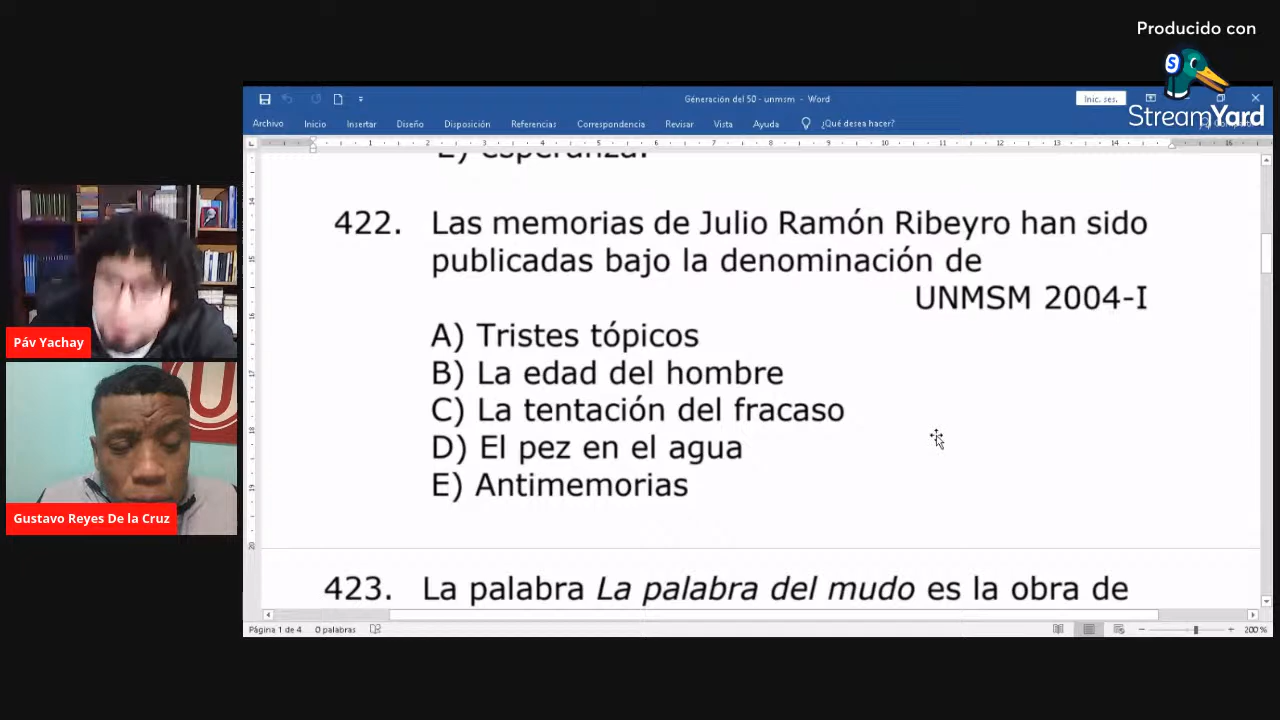 Producido con
StreamYard
Géneración del 50 - unmsm - Word
Inic. ses.
Archivo Inicio Insertar Diseño Disposición Referencias Correspondencia Revisar Vista Ayuda ¿Qué desea hacer?
E) esperanza.
422. Las memorias de Julio Ramón Ribeyro han sido
publicadas bajo la denominación de
UNMSM 2004-I
A) Tristes tópicos
B) La edad del hombre
C) La tentación del fracaso
D) El pez en el agua
E) Antimemorias
423. La palabra La palabra del mudo es la obra de
Página 1 de 4 0 palabras
200 %
Páv Yachay
Gustavo Reyes De la Cruz